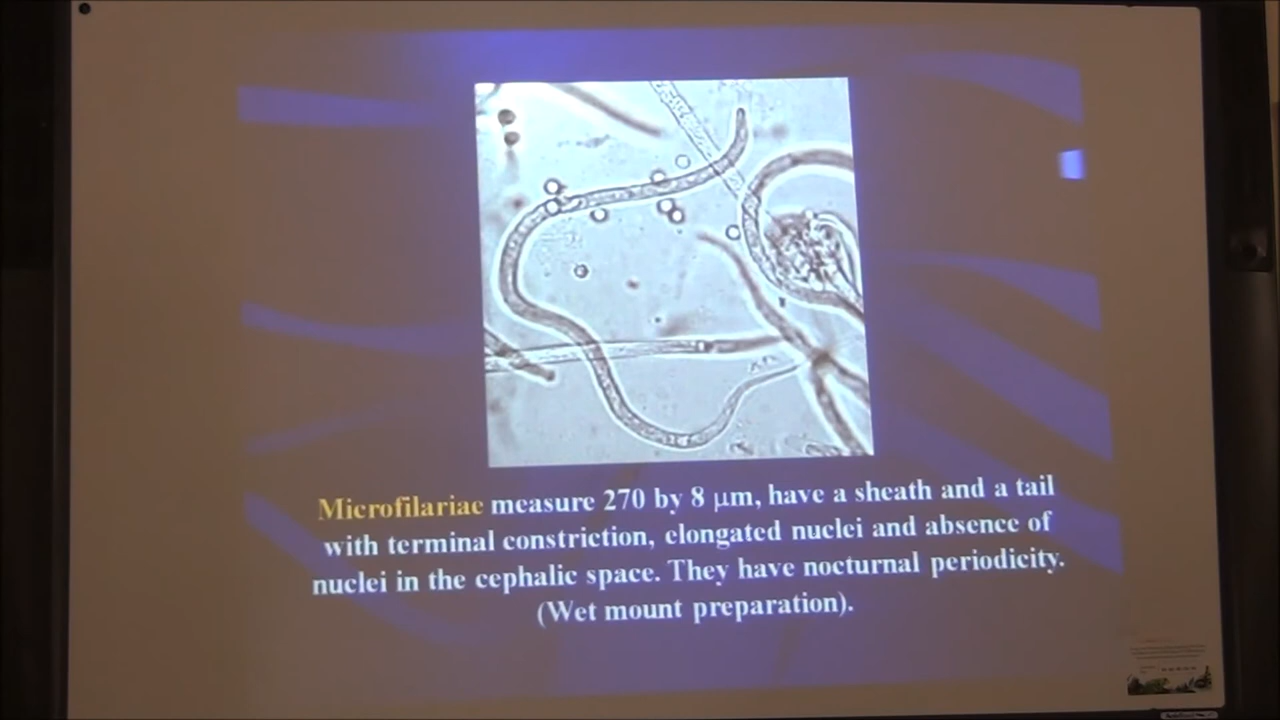 Microfilariae measure 270 by 8 μm, have a sheath and a tail
with terminal constriction, elongated nuclei and absence of
nuclei in the cephalic space. They have nocturnal periodicity.
(Wet mount preparation).